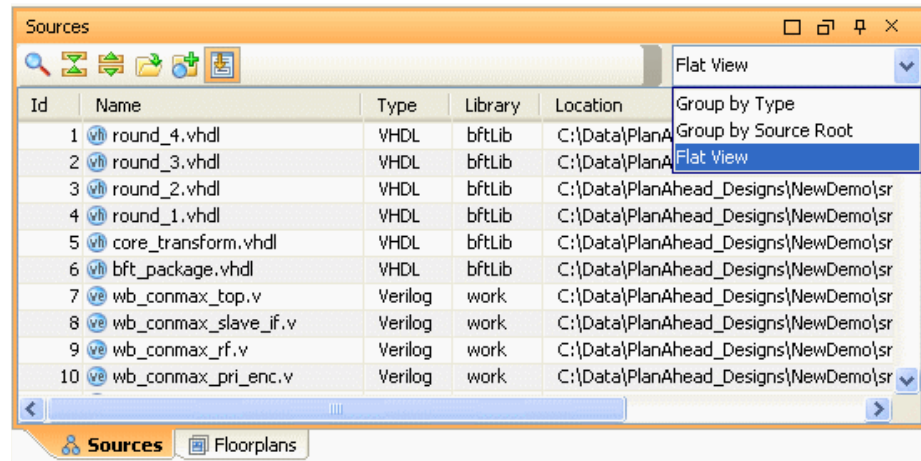 Sources
Flat View
Id Name Type Library Location
Group by Type
Group by Source Root
Flat View
1 round_4.vhdl VHDL bftLib C:\Data\PlanA
2 round_3.vhdl VHDL bftLib C:\Data\PlanA
3 round_2.vhdl VHDL bftLib C:\Data\PlanAhead_Designs\NewDemo\sr
4 round_1.vhdl VHDL bftLib C:\Data\PlanAhead_Designs\NewDemo\sr
5 core_transform.vhdl VHDL bftLib C:\Data\PlanAhead_Designs\NewDemo\sr
6 bft_package.vhdl VHDL bftLib C:\Data\PlanAhead_Designs\NewDemo\sr
7 wb_conmax_top.v Verilog work C:\Data\PlanAhead_Designs\NewDemo\sr
8 wb_conmax_slave_if.v Verilog work C:\Data\PlanAhead_Designs\NewDemo\sr
9 wb_conmax_rf.v Verilog work C:\Data\PlanAhead_Designs\NewDemo\sr
10 wb_conmax_pri_enc.v Verilog work C:\Data\PlanAhead_Designs\NewDemo\sr
Sources Floorplans